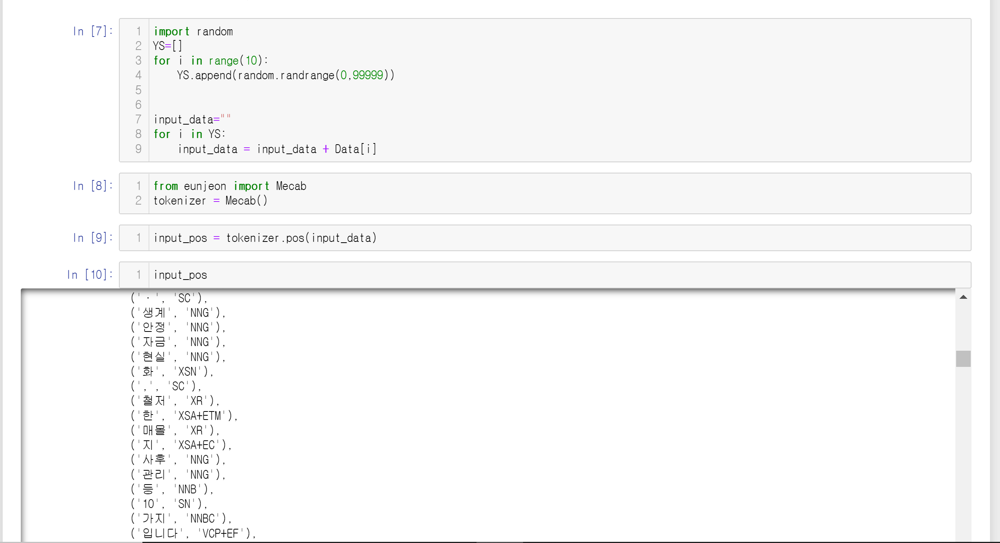 In [7]:
1 import random
2 YS=[]
3 for i in range(10):
4     YS.append(random.randrange(0,99999))
5
6
7 input_data=""
8 for i in YS:
9     input_data = input_data + Data[i]
In [8]:
1 from eunjeon import Mecab
2 tokenizer = Mecab()
In [9]:
1 input_pos = tokenizer.pos(input_data)
In [10]:
1 input_pos
('·', 'SC'),
('생계', 'NNG'),
('안정', 'NNG'),
('자금', 'NNG'),
('현실', 'NNG'),
('화', 'XSN'),
(',', 'SC'),
('철저', 'XR'),
('한', 'XSA+ETM'),
('매몰', 'XR'),
('지', 'XSA+EC'),
('사후', 'NNG'),
('관리', 'NNG'),
('등', 'NNB'),
('10', 'SN'),
('가지', 'NNBC'),
('입니다', 'VCP+EF'),